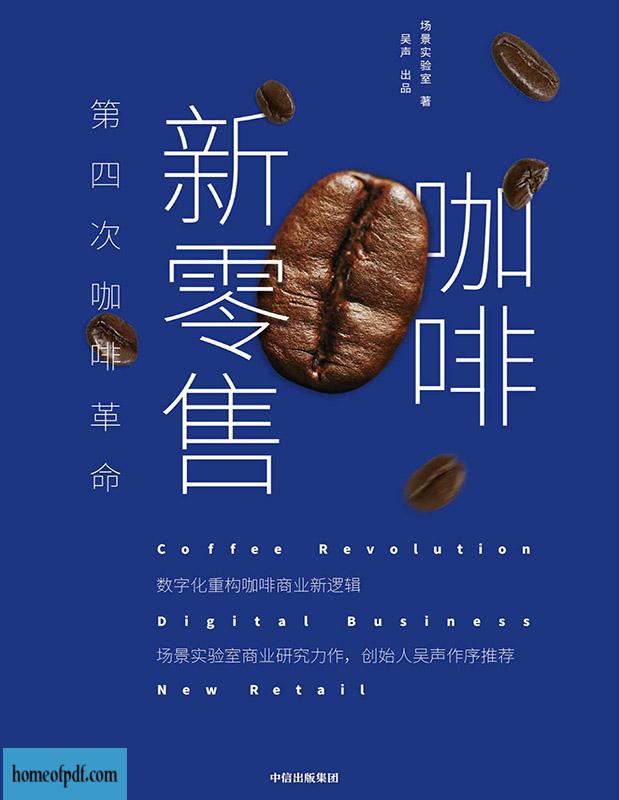 场景实验室 著
吴声 出品
咖啡
新零售
第四次咖啡革命
Coffee Revolution
数字化重构咖啡商业新逻辑
Digital Business
场景实验室商业研究力作，创始人吴声作序推荐
New Retail
中信出版集团
homeofpdf.com